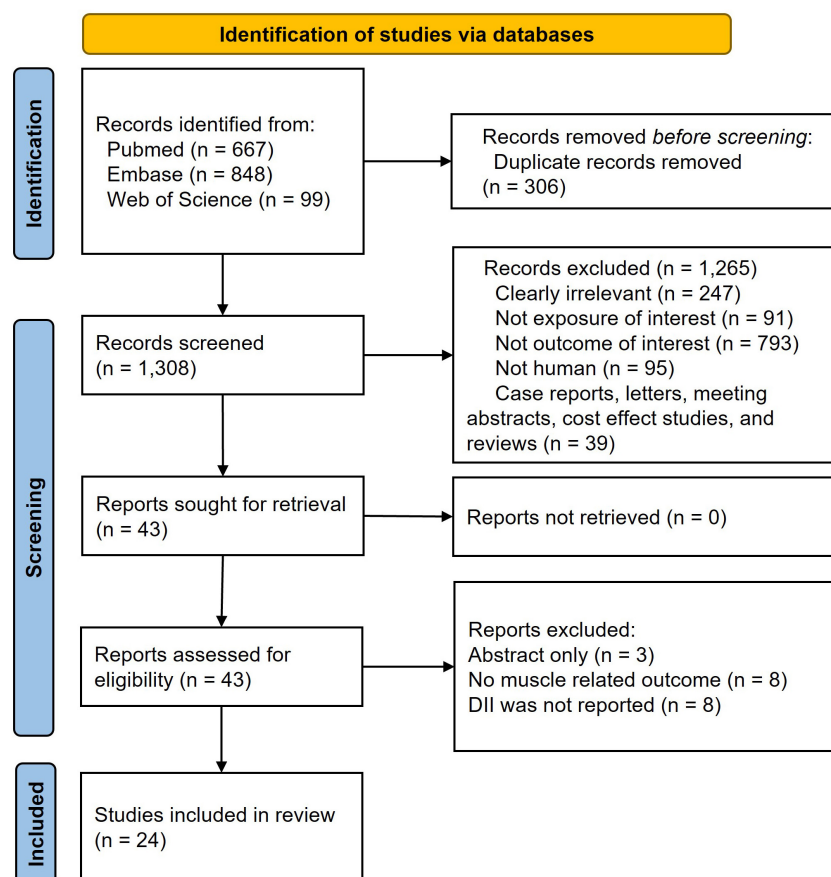 Identification of studies via databases
Identification
Records identified from:
Pubmed (n = 667)
Embase (n = 848)
Web of Science (n = 99)
Records removed before screening:
Duplicate records removed
(n = 306)
Screening
Records screened
(n = 1,308)
Records excluded (n = 1,265)
Clearly irrelevant (n = 247)
Not exposure of interest (n = 91)
Not outcome of interest (n = 793)
Not human (n = 95)
Case reports, letters, meeting
abstracts, cost effect studies, and
reviews (n = 39)
Reports sought for retrieval
(n = 43)
Reports not retrieved (n = 0)
Reports assessed for
eligibility (n = 43)
Reports excluded:
Abstract only (n = 3)
No muscle related outcome (n = 8)
DII was not reported (n = 8)
Included
Studies included in review
(n = 24)